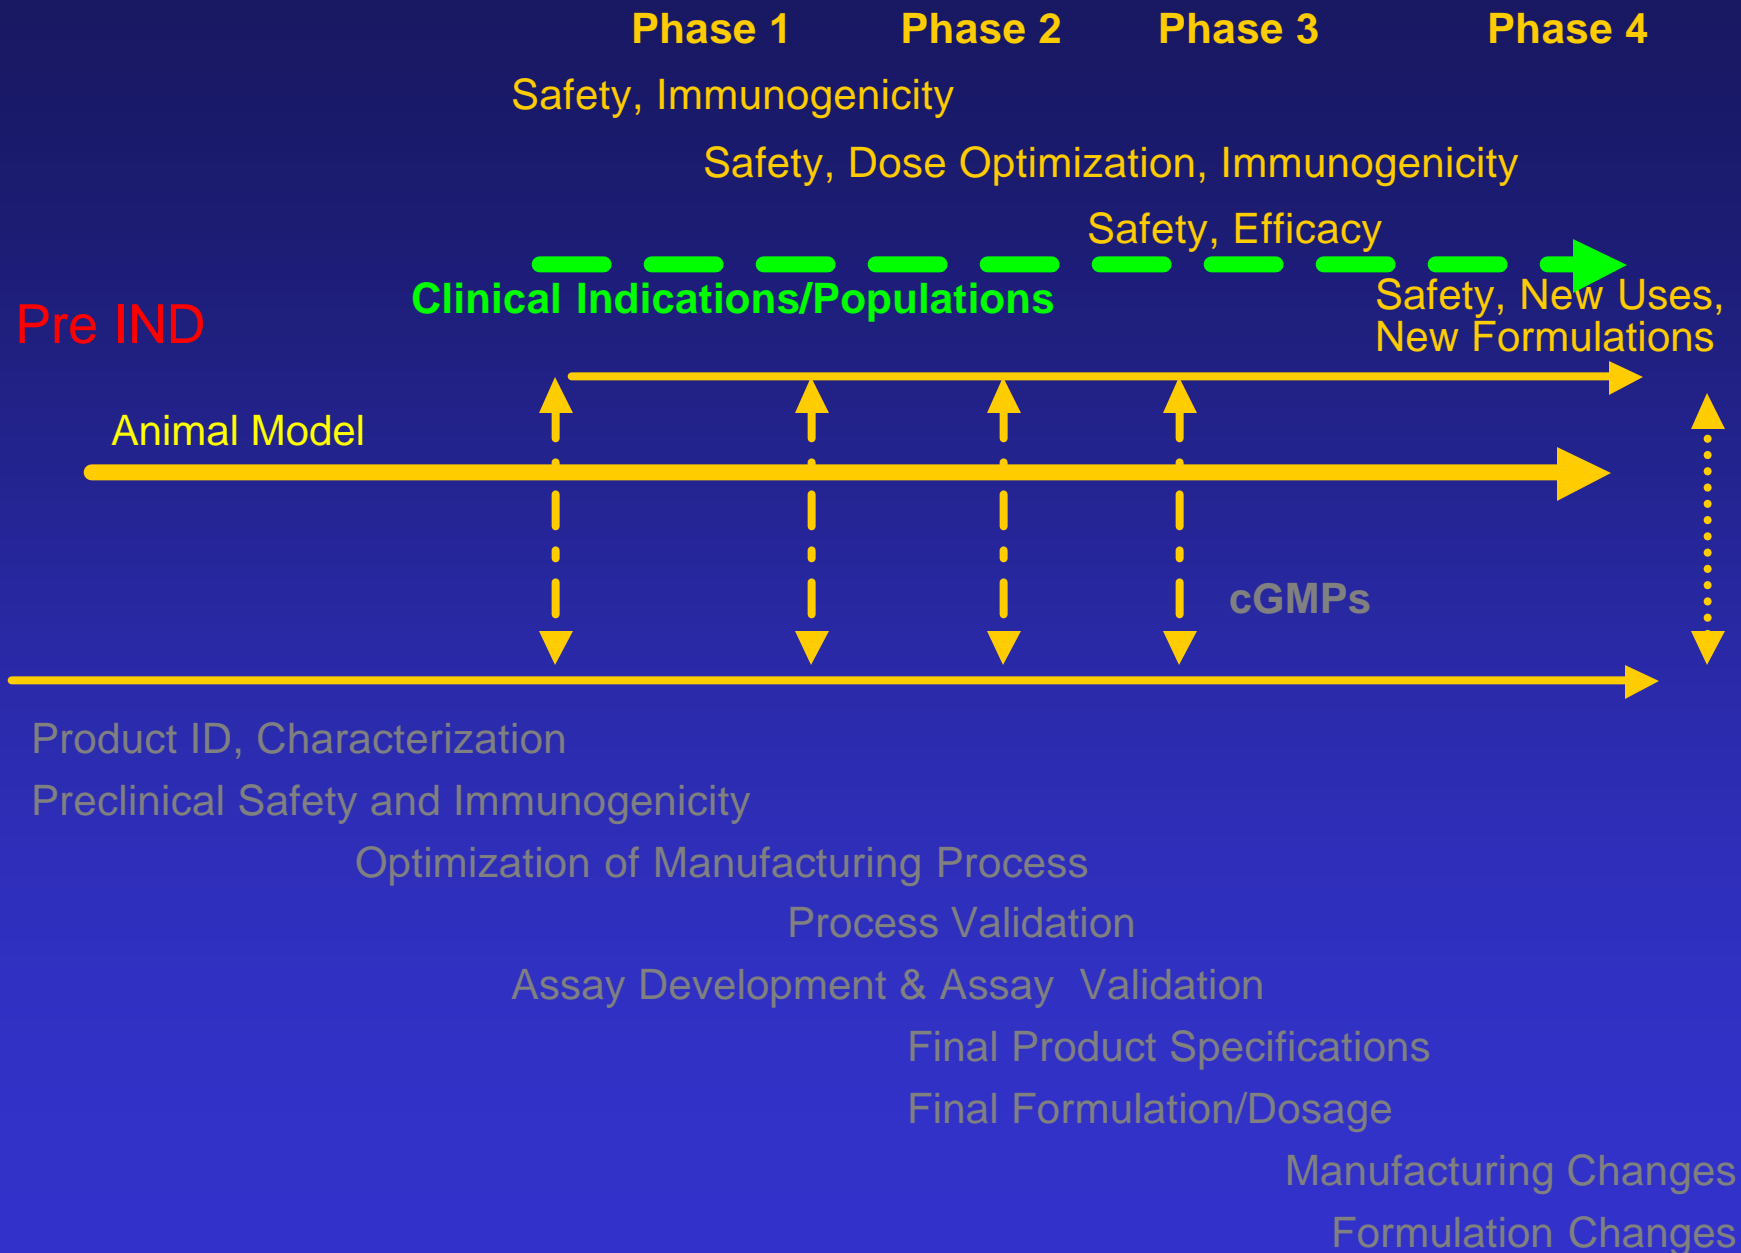 Phase 1 Phase 2 Phase 3 Phase 4
Safety, Immunogenicity
Safety, Dose Optimization, Immunogenicity
Safety, Efficacy
Clinical Indications/Populations
Safety, New Uses,
New Formulations
Pre IND
Animal Model
cGMPs
Product ID, Characterization
Preclinical Safety and Immunogenicity
Optimization of Manufacturing Process
Process Validation
Assay Development & Assay Validation
Final Product Specifications
Final Formulation/Dosage
Manufacturing Changes
Formulation Changes